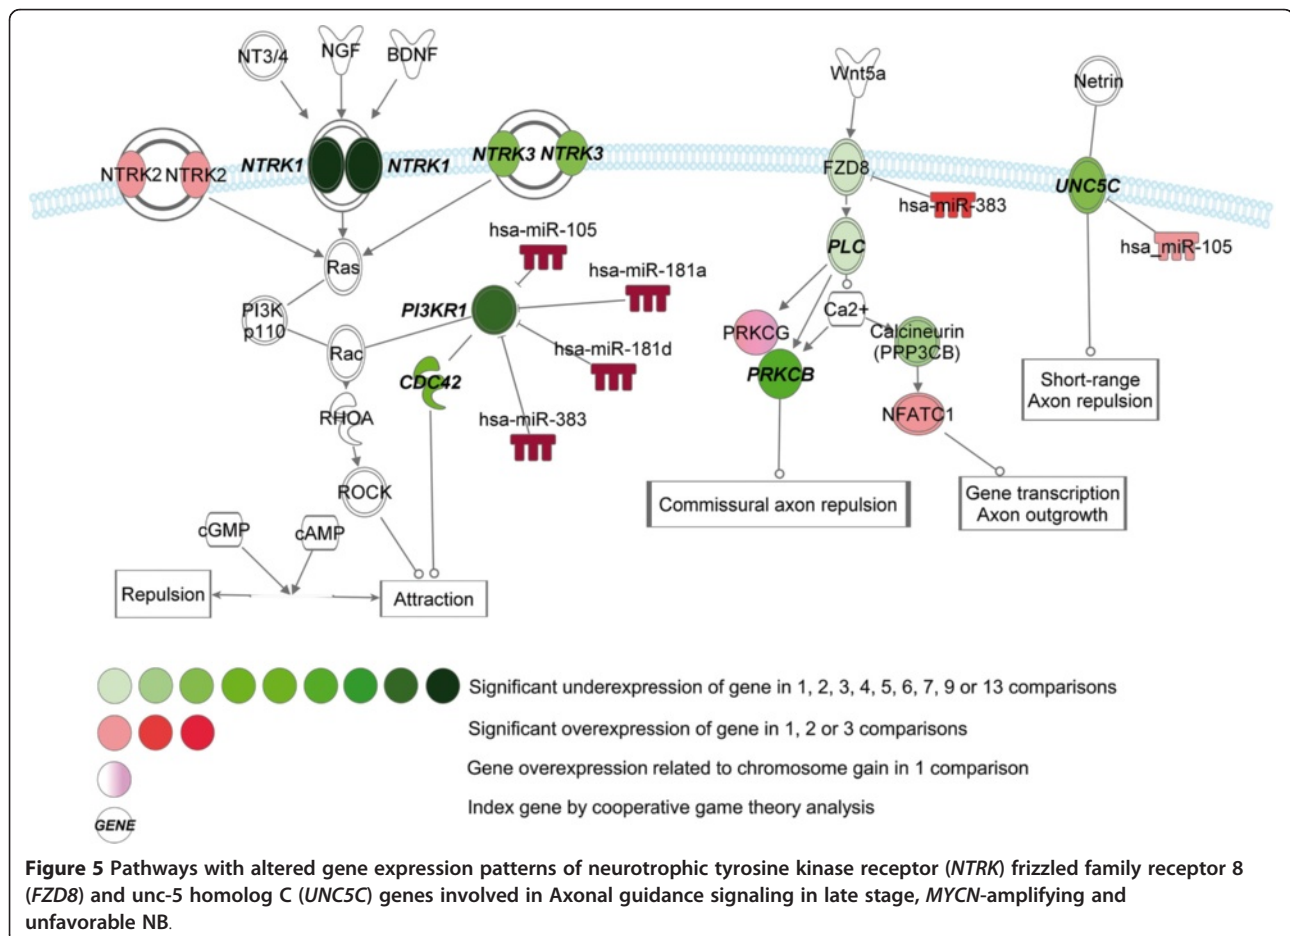 NT3/4
NGF
BDNF
Wnt5a
Netrin
NTRK2
NTRK2
NTRK1
NTRK1
NTRK3
NTRK3
FZD8
UNC5C
hsa-miR-383
hsa_miR-105
hsa-miR-105
PLC
Ras
hsa-miR-181a
PI3K
p110
PI3KR1
Ca2+
PRKCG
Calcineurin
(PPP3CB)
Rac
hsa-miR-181d
CDC42
PRKCB
Short-range
Axon repulsion
RHOA
hsa-miR-383
NFATC1
ROCK
Commissural axon repulsion
Gene transcription
Axon outgrowth
cGMP
cAMP
Repulsion
Attraction
Significant underexpression of gene in 1, 2, 3, 4, 5, 6, 7, 9 or 13 comparisons
Significant overexpression of gene in 1, 2 or 3 comparisons
Gene overexpression related to chromosome gain in 1 comparison
GENE
Index gene by cooperative game theory analysis
Figure 5 Pathways with altered gene expression patterns of neurotrophic tyrosine kinase receptor (NTRK) frizzled family receptor 8
(FZD8) and unc-5 homolog C (UNC5C) genes involved in Axonal guidance signaling in late stage, MYCN-amplifying and
unfavorable NB.